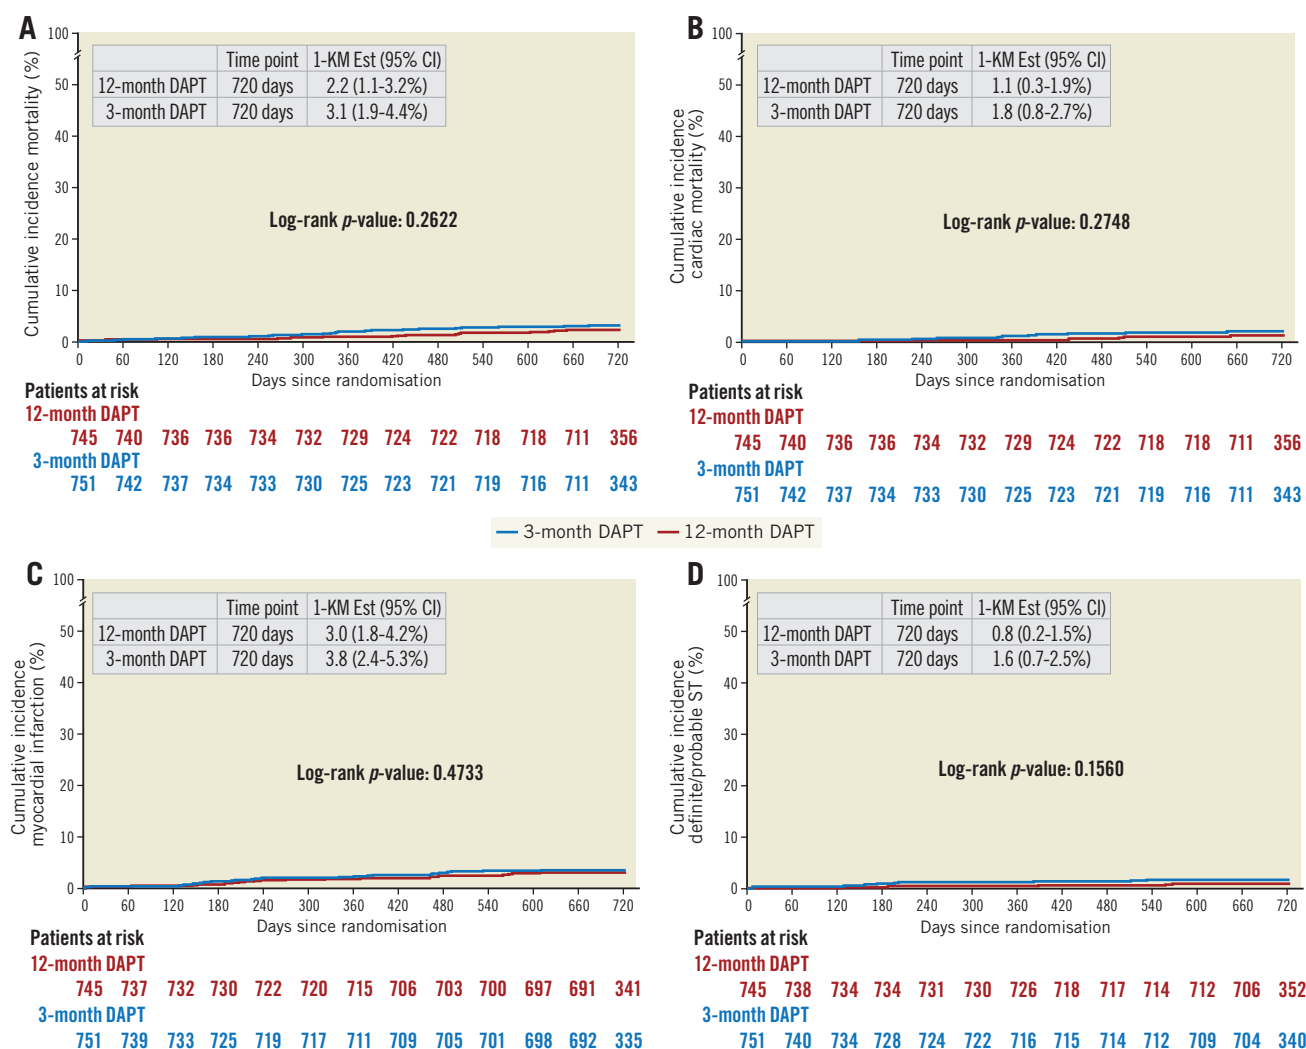 A
Cumulative incidence mortality (%)
100
50
40
30
20
10
0
Time point 1-KM Est (95% CI)
12-month DAPT 720 days 2.2 (1.1-3.2%)
3-month DAPT 720 days 3.1 (1.9-4.4%)
Log-rank p-value: 0.2622
0 60 120 180 240 300 360 420 480 540 600 660 720
Days since randomisation
Patients at risk
12-month DAPT
745 740 736 736 734 732 729 724 722 718 718 711 356
3-month DAPT
751 742 737 734 733 730 725 723 721 719 716 711 343
B
Cumulative incidence
cardiac mortality (%)
100
50
40
30
20
10
0
Time point 1-KM Est (95% CI)
12-month DAPT 720 days 1.1 (0.3-1.9%)
3-month DAPT 720 days 1.8 (0.8-2.7%)
Log-rank p-value: 0.2748
0 60 120 180 240 300 360 420 480 540 600 660 720
Days since randomisation
Patients at risk
12-month DAPT
745 740 736 736 734 732 729 724 722 718 718 711 356
3-month DAPT
751 742 737 734 733 730 725 723 721 719 716 711 343
3-month DAPT 12-month DAPT
C
Cumulative incidence
myocardial infarction (%)
100
50
40
30
20
10
0
Time point 1-KM Est (95% CI)
12-month DAPT 720 days 3.0 (1.8-4.2%)
3-month DAPT 720 days 3.8 (2.4-5.3%)
Log-rank p-value: 0.4733
0 60 120 180 240 300 360 420 480 540 600 660 720
Days since randomisation
Patients at risk
12-month DAPT
745 737 732 730 722 720 715 706 703 700 697 691 341
3-month DAPT
751 739 733 725 719 717 711 709 705 701 698 692 335
D
Cumulative incidence
definite/probable ST (%)
100
50
40
30
20
10
0
Time point 1-KM Est (95% CI)
12-month DAPT 720 days 0.8 (0.2-1.5%)
3-month DAPT 720 days 1.6 (0.7-2.5%)
Log-rank p-value: 0.1560
0 60 120 180 240 300 360 420 480 540 600 660 720
Days since randomisation
Patients at risk
12-month DAPT
745 738 734 734 731 730 726 718 717 714 712 706 352
3-month DAPT
751 740 734 728 724 722 716 715 714 712 709 704 340